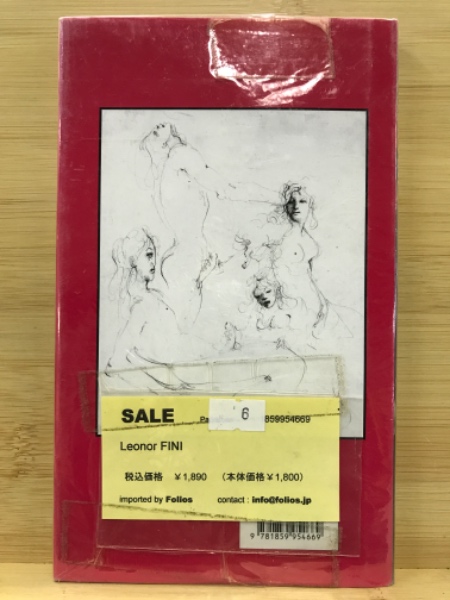 SALE Pa 6 859954669
Leonor FINI
税込価格 ￥1,890 （本体価格￥1,800）
imported by Folios contact : info@folios.jp
9 781859 954669